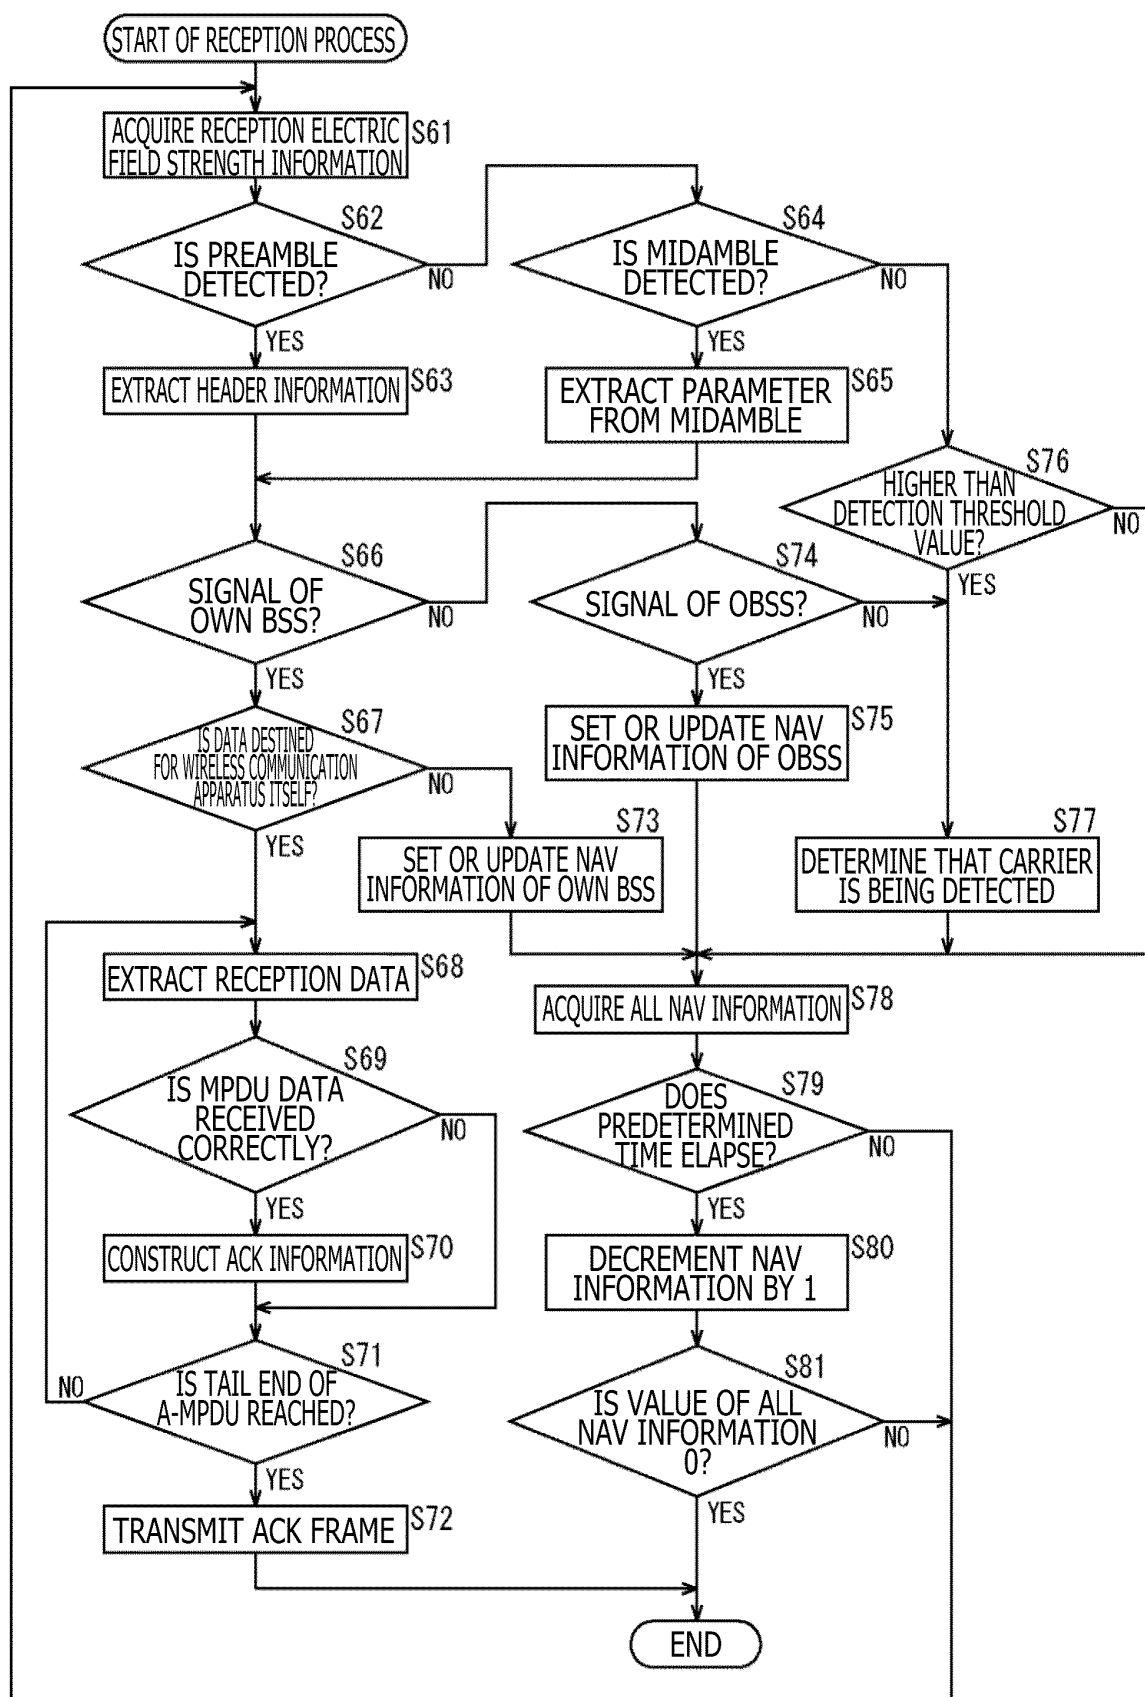 START OF RECEPTION PROCESS
ACQUIRE RECEPTION ELECTRIC
FIELD STRENGTH INFORMATION
S61
S62
IS PREAMBLE
DETECTED?
NO
YES
S64
IS MIDAMBLE
DETECTED?
NO
YES
EXTRACT HEADER INFORMATION
S63
EXTRACT PARAMETER
FROM MIDAMBLE
S65
S76
HIGHER THAN
DETECTION THRESHOLD
VALUE?
NO
YES
S66
SIGNAL OF
OWN BSS?
NO
YES
S74
SIGNAL OF OBSS?
NO
YES
S67
IS DATA DESTINED
FOR WIRELESS COMMUNICATION
APPARATUS ITSELF?
NO
YES
SET OR UPDATE NAV
INFORMATION OF OBSS
S75
S73
SET OR UPDATE NAV
INFORMATION OF OWN BSS
S77
DETERMINE THAT CARRIER
IS BEING DETECTED
EXTRACT RECEPTION DATA
S68
ACQUIRE ALL NAV INFORMATION
S78
S69
IS MPDU DATA
RECEIVED
CORRECTLY?
NO
YES
S79
DOES
PREDETERMINED
TIME ELAPSE?
NO
YES
CONSTRUCT ACK INFORMATION
S70
DECREMENT NAV
INFORMATION BY 1
S80
S71
IS TAIL END OF
A-MPDU REACHED?
NO
YES
S81
IS VALUE OF ALL
NAV INFORMATION
0?
NO
YES
TRANSMIT ACK FRAME
S72
END